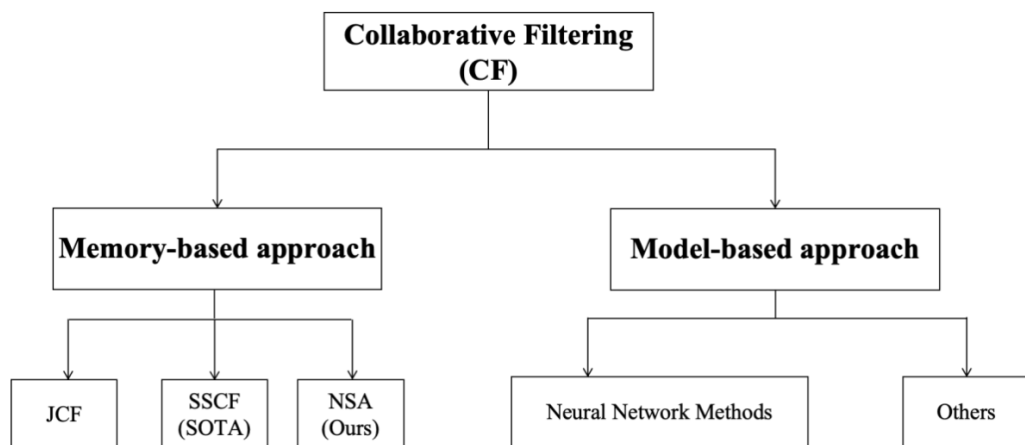 Collaborative Filtering
(CF)
Memory-based approach
Model-based approach
JCF
SSCF
(SOTA)
NSA
(Ours)
Neural Network Methods
Others